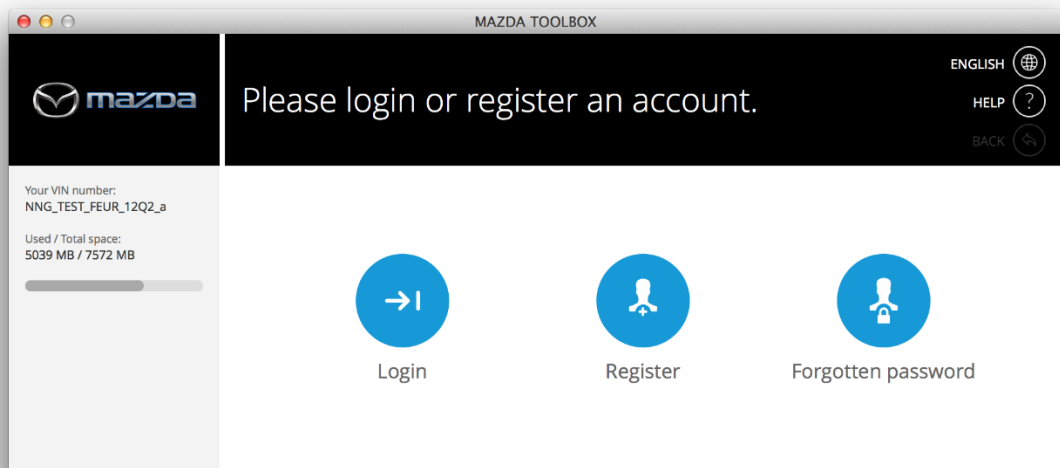 MAZDA TOOLBOX
mazda
Please login or register an account.
ENGLISH
HELP ?
BACK
Your VIN number:
NNG_TEST_FEUR_12Q2_a
Used / Total space:
5039 MB / 7572 MB
Login
Register
Forgotten password